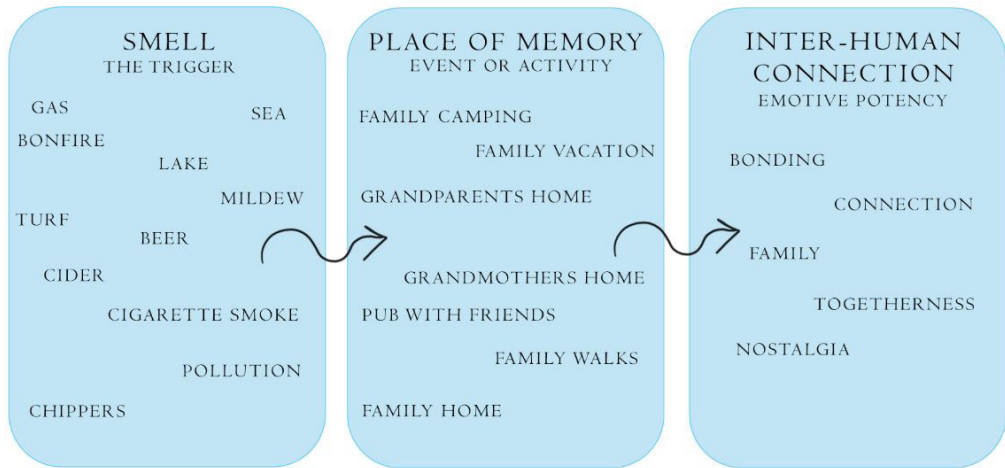 SMELL
THE TRIGGER
GAS
SEA
BONFIRE
LAKE
MILDEW
TURF
BEER
CIDER
CIGARETTE SMOKE
POLLUTION
CHIPPERS
PLACE OF MEMORY
EVENT OR ACTIVITY
FAMILY CAMPING
FAMILY VACATION
GRANDPARENTS HOME
GRANDMOTHERS HOME
PUB WITH FRIENDS
FAMILY WALKS
FAMILY HOME
INTER-HUMAN
CONNECTION
EMOTIVE POTENCY
BONDING
CONNECTION
FAMILY
TOGETHERNESS
NOSTALGIA